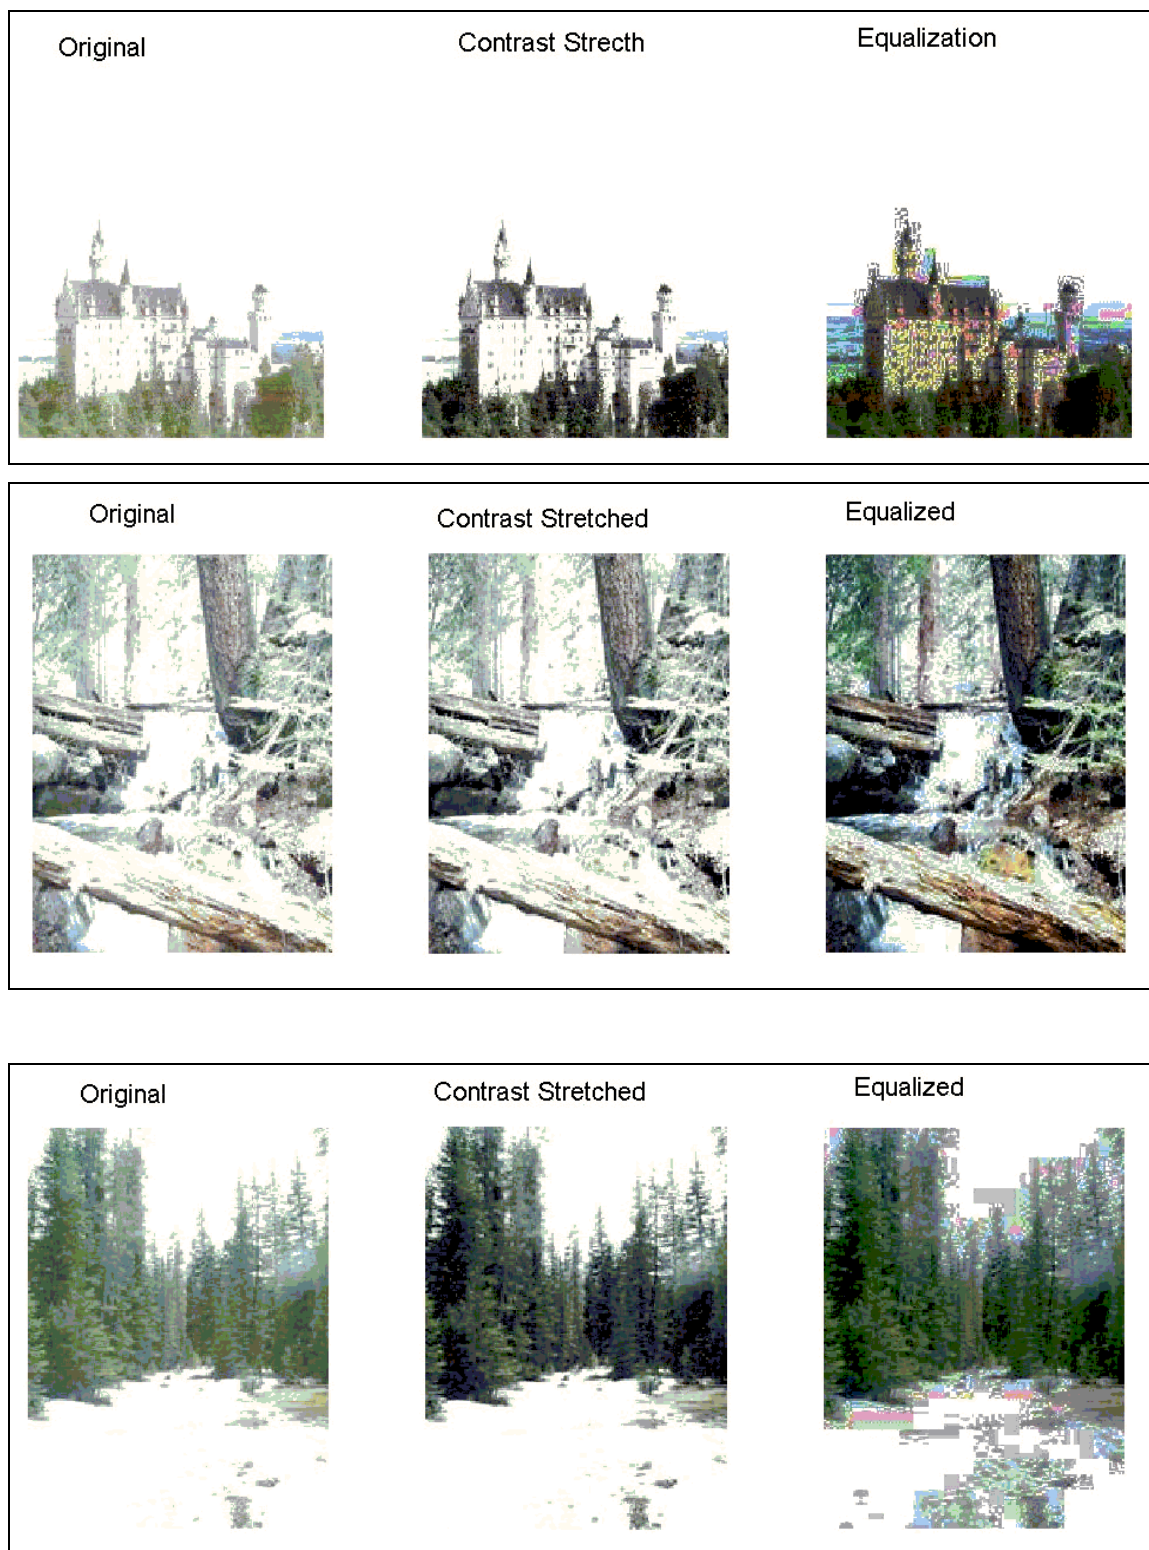 Original
Contrast Strecth
Equalization
Original
Contrast Stretched
Equalized
Original
Contrast Stretched
Equalized